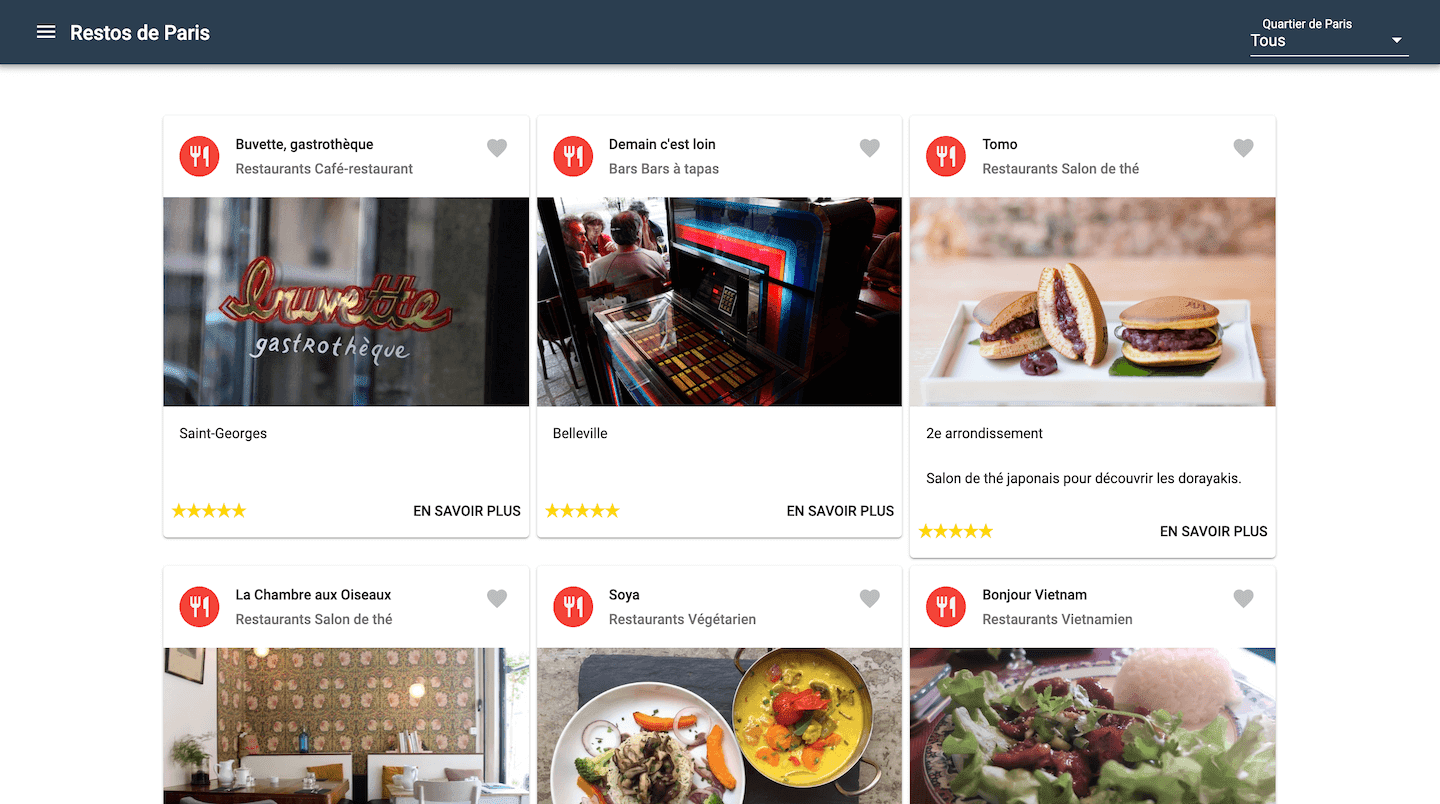 Restos de Paris
Quartier de Paris
Tous
Buvette, gastrothèque
Restaurants Café-restaurant
buvette
gastrothèque
Saint-Georges
EN SAVOIR PLUS
Demain c'est loin
Bars Bars à tapas
Belleville
EN SAVOIR PLUS
Tomo
Restaurants Salon de thé
2e arrondissement
Salon de thé japonais pour découvrir les dorayakis.
EN SAVOIR PLUS
La Chambre aux Oiseaux
Restaurants Salon de thé
Soya
Restaurants Végétarien
Bonjour Vietnam
Restaurants Vietnamien